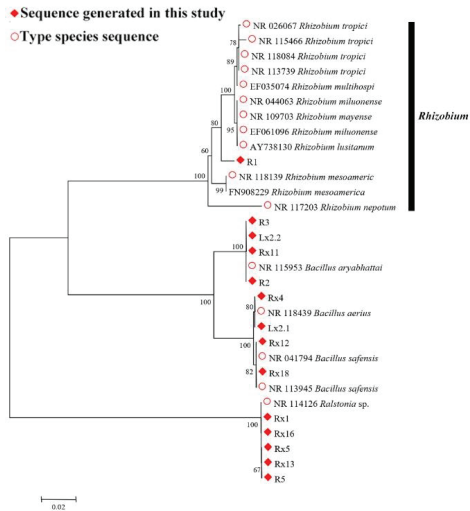 Sequence generated in this study
Type species sequence
NR 026067 Rhizobium tropici
NR 115466 Rhizobium tropici
NR 118084 Rhizobium tropici
NR 113739 Rhizobium tropici
EF035074 Rhizobium multihospi
NR 044063 Rhizobium miluonense
NR 109703 Rhizobium mayense
EF061096 Rhizobium miluonense
AY738130 Rhizobium lusitanum
R1
NR 118139 Rhizobium mesoameric
FN908229 Rhizobium mesoamerica
NR 117203 Rhizobium nepotum
R3
Lx2.2
Rx11
NR 115953 Bacillus aryabhattai
R2
Rx4
NR 118439 Bacillus aerius
Lx2.1
Rx12
NR 041794 Bacillus safensis
Rx18
NR 113945 Bacillus safensis
NR 114126 Ralstonia sp.
Rx1
Rx16
Rx5
Rx13
R5
Rhizobium
78
89
100
80
95
60
99
100
100
100
80
100
82
100
67
0.02